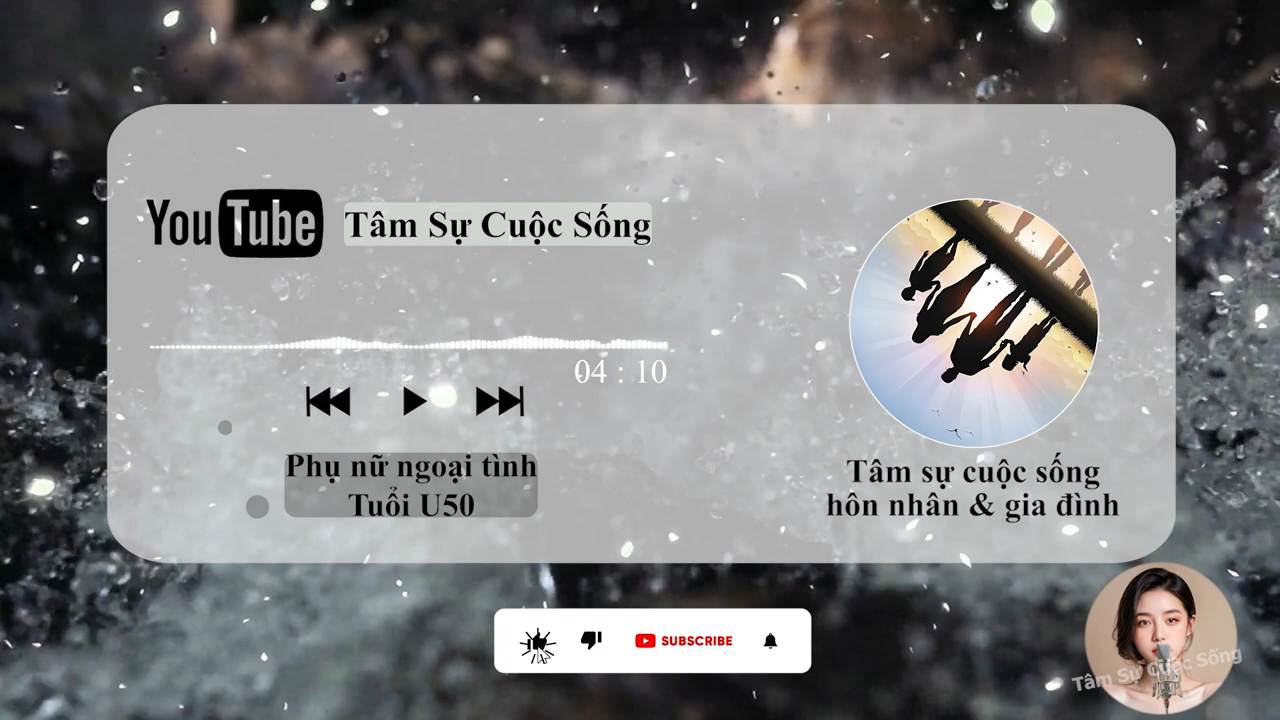 YouTube
Tâm Sự Cuộc Sống
04 : 10
Phụ nữ ngoại tình
Tuổi U50
Tâm sự cuộc sống
hôn nhân & gia đình
SUBSCRIBE
Tâm Sự Cuộc Sống